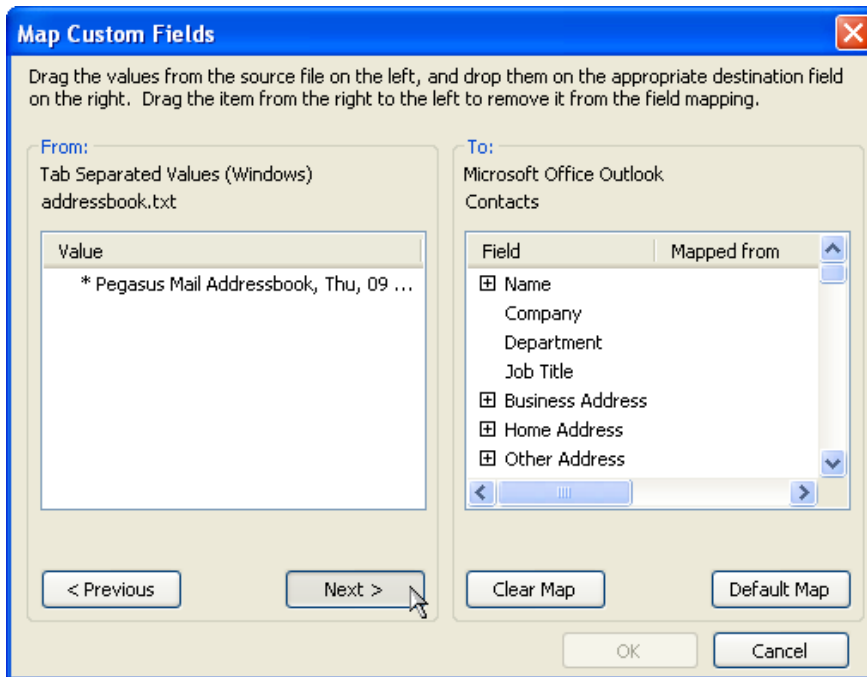 Map Custom Fields
Drag the values from the source file on the left, and drop them on the appropriate destination field
on the right.  Drag the item from the right to the left to remove it from the field mapping.
From:
Tab Separated Values (Windows)
addressbook.txt
Value
* Pegasus Mail Addressbook, Thu, 09 ...
< Previous
Next >
To:
Microsoft Office Outlook
Contacts
Field Mapped from
Name
Company
Department
Job Title
Business Address
Home Address
Other Address
Clear Map
Default Map
OK
Cancel